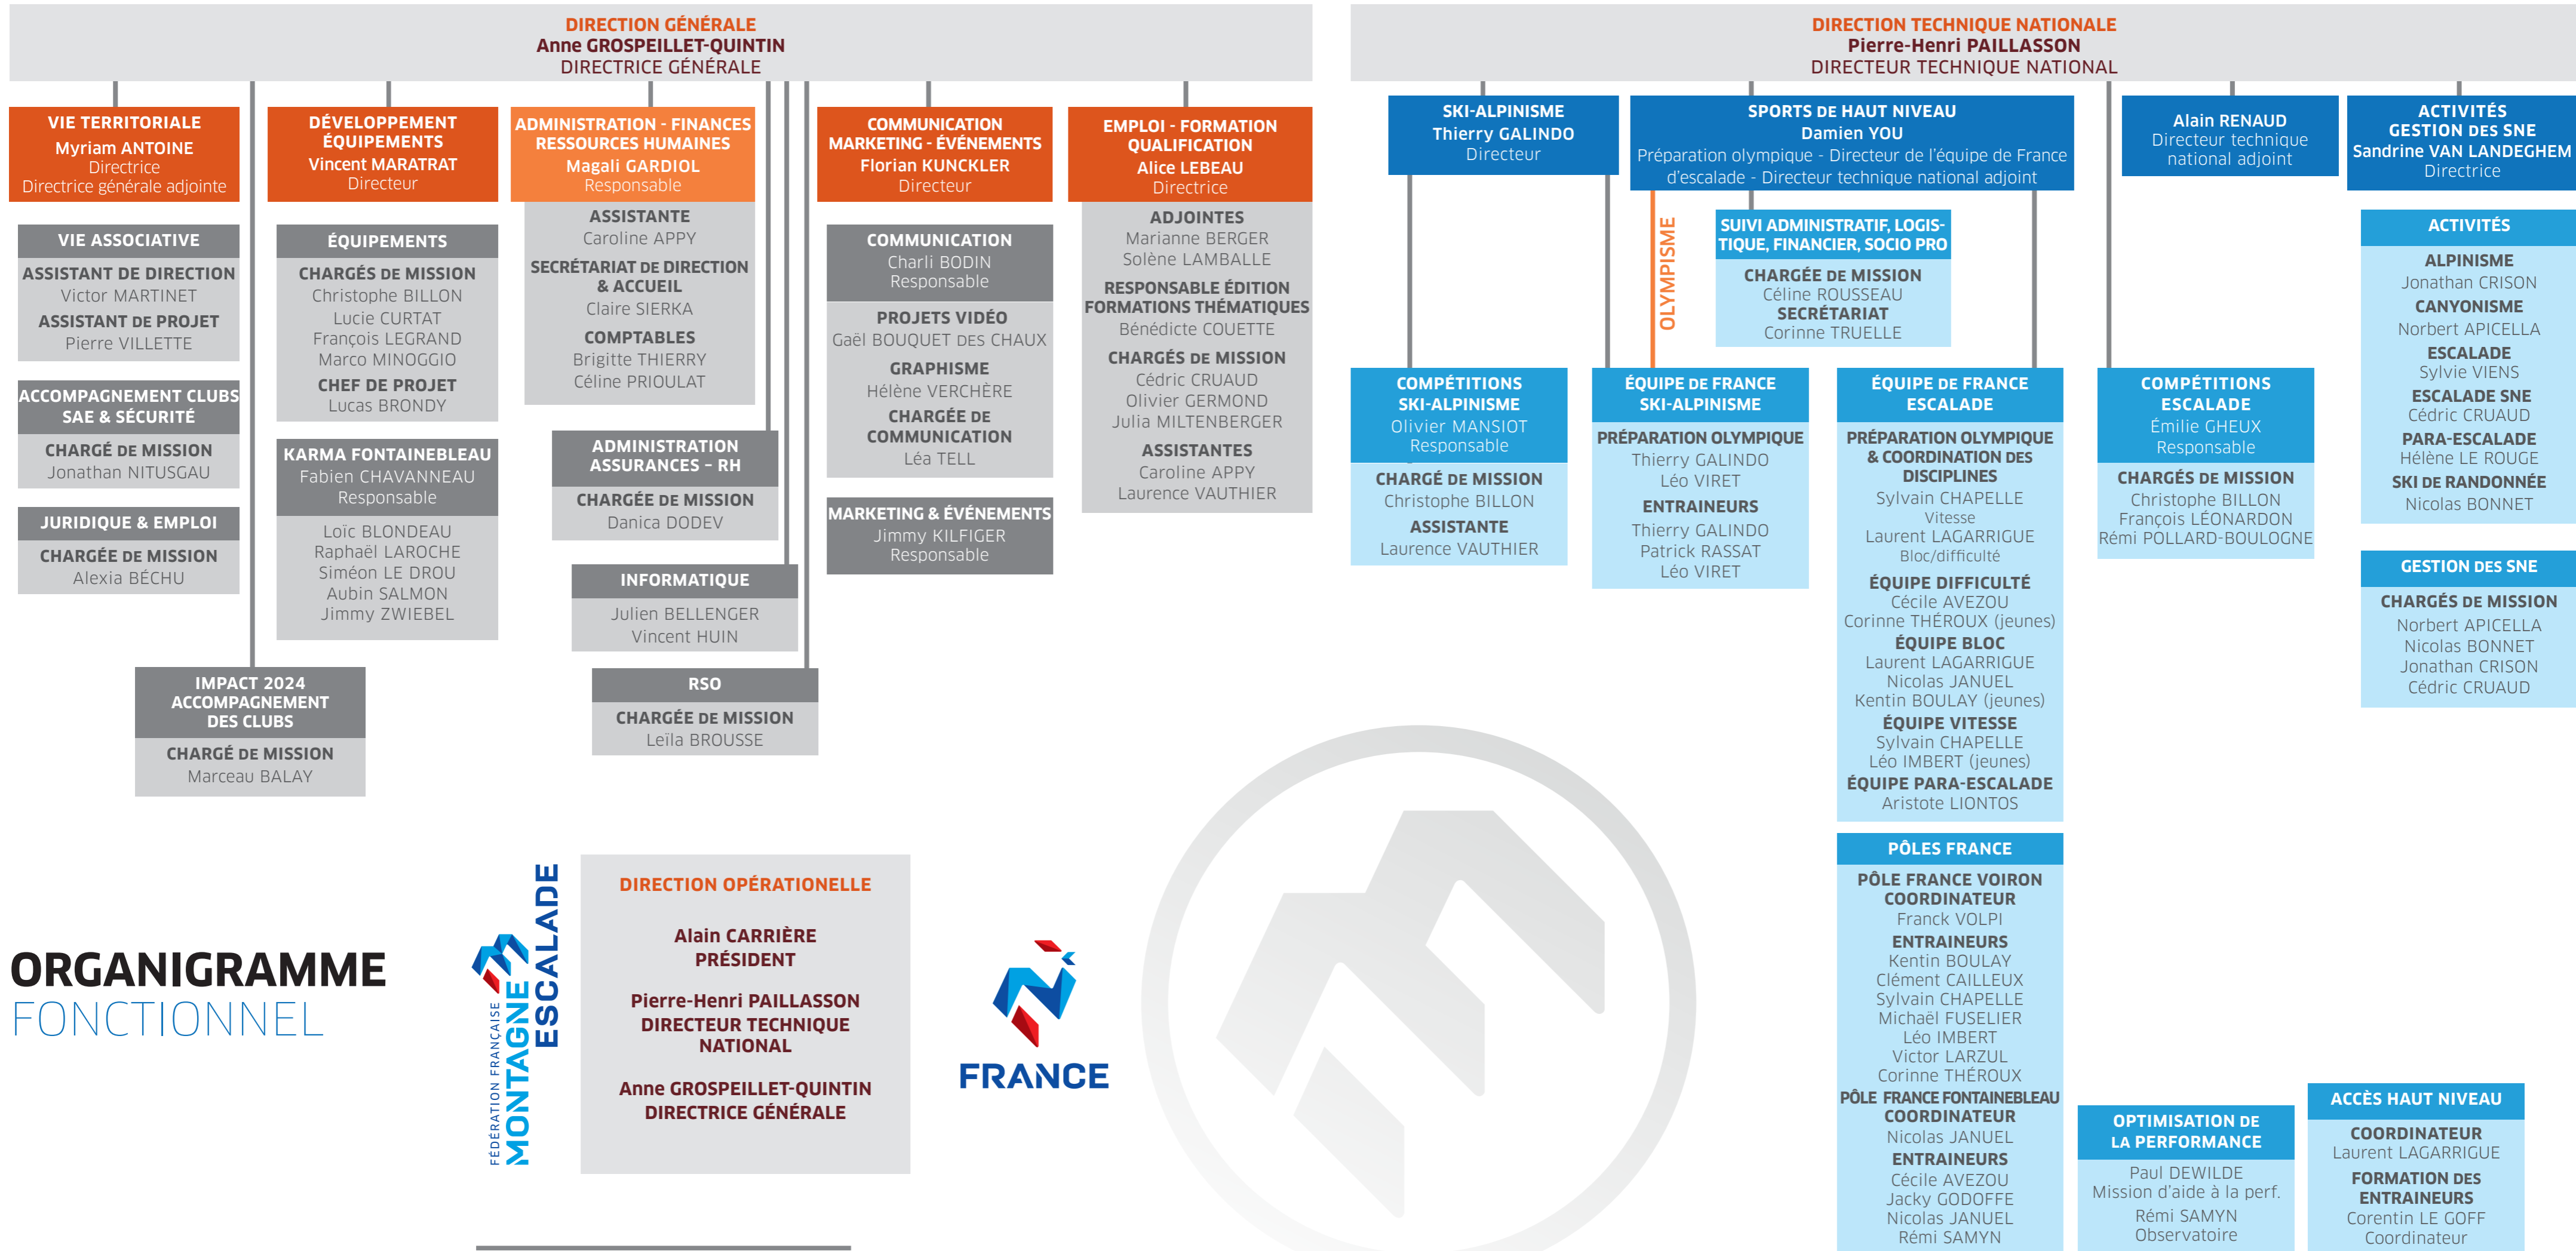 DIRECTION GÉNÉRALE
Anne GROSPEILLET-QUINTIN
DIRECTRICE GÉNÉRALE
VIE TERRITORIALE
Myriam ANTOINE
Directrice
Directrice générale adjointe
VIE ASSOCIATIVE
ASSISTANT DE DIRECTION
Victor MARTINET
ASSISTANT DE PROJET
Pierre VILLETTE
ACCOMPAGNEMENT CLUBS
SAE & SÉCURITÉ
CHARGÉ DE MISSION
Jonathan NITUSGAU
JURIDIQUE & EMPLOI
CHARGÉE DE MISSION
Alexia BÉCHU
IMPACT 2024
ACCOMPAGNEMENT
DES CLUBS
CHARGÉ DE MISSION
Marceau BALAY
DÉVELOPPEMENT
ÉQUIPEMENTS
Vincent MARATRAT
Directeur
ÉQUIPEMENTS
CHARGÉS DE MISSION
Christophe BILLON
Lucie CURTAT
François LEGRAND
Marco MINOGGIO
CHEF DE PROJET
Lucas BRONDY
KARMA FONTAINEBLEAU
Fabien CHAVANNEAU
Responsable
Loïc BLONDEAU
Raphaël LAROCHE
Siméon LE DROU
Aubin SALMON
Jimmy ZWIEBEL
ADMINISTRATION - FINANCES
RESSOURCES HUMAINES
Magali GARDIOL
Responsable
ASSISTANTE
Caroline APPY
SECRÉTARIAT DE DIRECTION
& ACCUEIL
Claire SIERKA
COMPTABLES
Brigitte THIERRY
Céline PRIOULAT
ADMINISTRATION
ASSURANCES – RH
CHARGÉE DE MISSION
Danica DODEV
INFORMATIQUE
Julien BELLENGER
Vincent HUIN
RSO
CHARGÉE DE MISSION
Leïla BROUSSE
COMMUNICATION
MARKETING - ÉVÉNEMENTS
Florian KUNCKLER
Directeur
COMMUNICATION
Charli BODIN
Responsable
PROJETS VIDÉO
Gaël BOUQUET DES CHAUX
GRAPHISME
Hélène VERCHÈRE
CHARGÉE DE
COMMUNICATION
Léa TELL
MARKETING & ÉVÉNEMENTS
Jimmy KILFIGER
Responsable
EMPLOI - FORMATION
QUALIFICATION
Alice LEBEAU
Directrice
ADJOINTES
Marianne BERGER
Solène LAMBALLE
RESPONSABLE ÉDITION
FORMATIONS THÉMATIQUES
Bénédicte COUETTE
CHARGÉS DE MISSION
Cédric CRUAUD
Olivier GERMOND
Julia MILTENBERGER
ASSISTANTES
Caroline APPY
Laurence VAUTHIER
DIRECTION TECHNIQUE NATIONALE
Pierre-Henri PAILLASSON
DIRECTEUR TECHNIQUE NATIONAL
SKI-ALPINISME
Thierry GALINDO
Directeur
COMPÉTITIONS
SKI-ALPINISME
Olivier MANSIOT
Responsable
CHARGÉ DE MISSION
Christophe BILLON
ASSISTANTE
Laurence VAUTHIER
SPORTS DE HAUT NIVEAU
Damien YOU
Préparation olympique - Directeur de l'équipe de France
d'escalade - Directeur technique national adjoint
OLYMPISME
SUIVI ADMINISTRATIF, LOGIS-
TIQUE, FINANCIER, SOCIO PRO
CHARGÉE DE MISSION
Céline ROUSSEAU
SECRÉTARIAT
Corinne TRUELLE
ÉQUIPE DE FRANCE
SKI-ALPINISME
PRÉPARATION OLYMPIQUE
Thierry GALINDO
Léo VIRET
ENTRAINEURS
Thierry GALINDO
Patrick RASSAT
Léo VIRET
ÉQUIPE DE FRANCE
ESCALADE
PRÉPARATION OLYMPIQUE
& COORDINATION DES
DISCIPLINES
Sylvain CHAPELLE
Vitesse
Laurent LAGARRIGUE
Bloc/difficulté
ÉQUIPE DIFFICULTÉ
Cécile AVEZOU
Corinne THÉROUX (jeunes)
ÉQUIPE BLOC
Laurent LAGARRIGUE
Nicolas JANUEL
Kentin BOULAY (jeunes)
ÉQUIPE VITESSE
Sylvain CHAPELLE
Léo IMBERT (jeunes)
ÉQUIPE PARA-ESCALADE
Aristote LIONTOS
PÔLES FRANCE
PÔLE FRANCE VOIRON
COORDINATEUR
Franck VOLPI
ENTRAINEURS
Kentin BOULAY
Clément CAILLEUX
Sylvain CHAPELLE
Michaël FUSELIER
Léo IMBERT
Victor LARZUL
Corinne THÉROUX
PÔLE FRANCE FONTAINEBLEAU
COORDINATEUR
Nicolas JANUEL
ENTRAINEURS
Cécile AVEZOU
Jacky GODOFFE
Nicolas JANUEL
Rémi SAMYN
Alain RENAUD
Directeur technique
national adjoint
COMPÉTITIONS
ESCALADE
Émilie GHEUX
Responsable
CHARGÉS DE MISSION
Christophe BILLON
François LÉONARDON
Rémi POLLARD-BOULOGNE
ACTIVITÉS
GESTION DES SNE
Sandrine VAN LANDEGHEM
Directrice
ACTIVITÉS
ALPINISME
Jonathan CRISON
CANYONISME
Norbert APICELLA
ESCALADE
Sylvie VIENS
ESCALADE SNE
Cédric CRUAUD
PARA-ESCALADE
Hélène LE ROUGE
SKI DE RANDONNÉE
Nicolas BONNET
GESTION DES SNE
CHARGÉS DE MISSION
Norbert APICELLA
Nicolas BONNET
Jonathan CRISON
Cédric CRUAUD
OPTIMISATION DE
LA PERFORMANCE
Paul DEWILDE
Mission d'aide à la perf.
Rémi SAMYN
Observatoire
ACCÈS HAUT NIVEAU
COORDINATEUR
Laurent LAGARRIGUE
FORMATION DES
ENTRAINEURS
Corentin LE GOFF
Coordinateur
ORGANIGRAMME
FONCTIONNEL
FÉDÉRATION FRANÇAISE
MONTAGNE
ESCALADE
DIRECTION OPÉRATIONELLE
Alain CARRIÈRE
PRÉSIDENT
Pierre-Henri PAILLASSON
DIRECTEUR TECHNIQUE
NATIONAL
Anne GROSPEILLET-QUINTIN
DIRECTRICE GÉNÉRALE
FRANCE